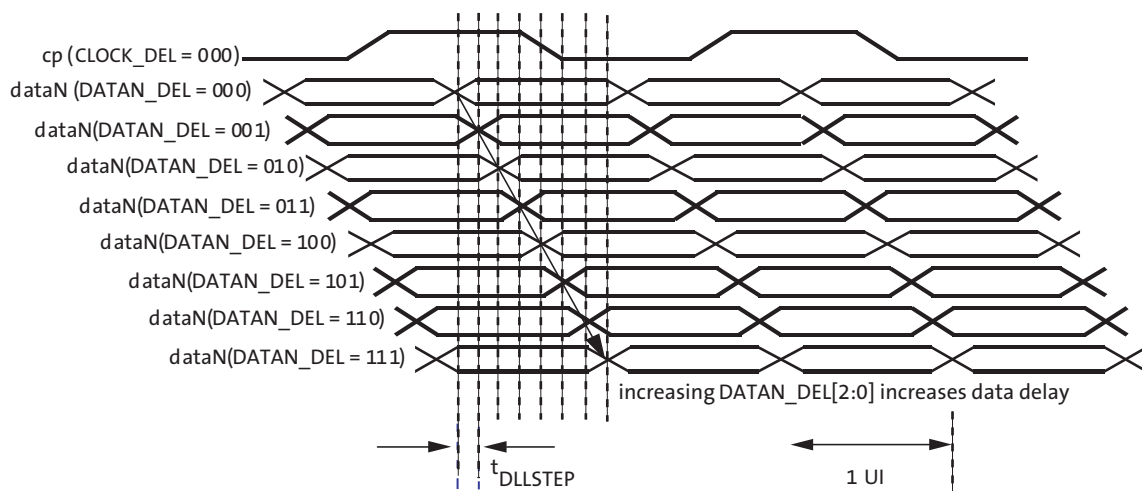 cp (CLOCK_DEL = 000)
dataN (DATAN_DEL = 000)
dataN(DATAN_DEL = 001)
dataN(DATAN_DEL = 010)
dataN(DATAN_DEL = 011)
dataN(DATAN_DEL = 100)
dataN(DATAN_DEL = 101)
dataN(DATAN_DEL = 110)
dataN(DATAN_DEL = 111)
increasing DATAN_DEL[2:0] increases data delay
tDLLSTEP
1 UI